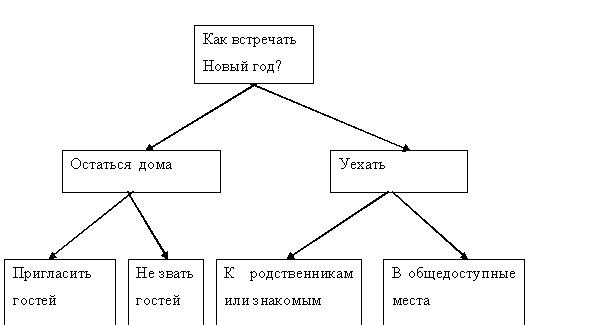 Как встречать
Новый год?
Остаться дома
Уехать
Пригласить
гостей
Не звать
гостей
К родственникам
или знакомым
В общедоступные
места